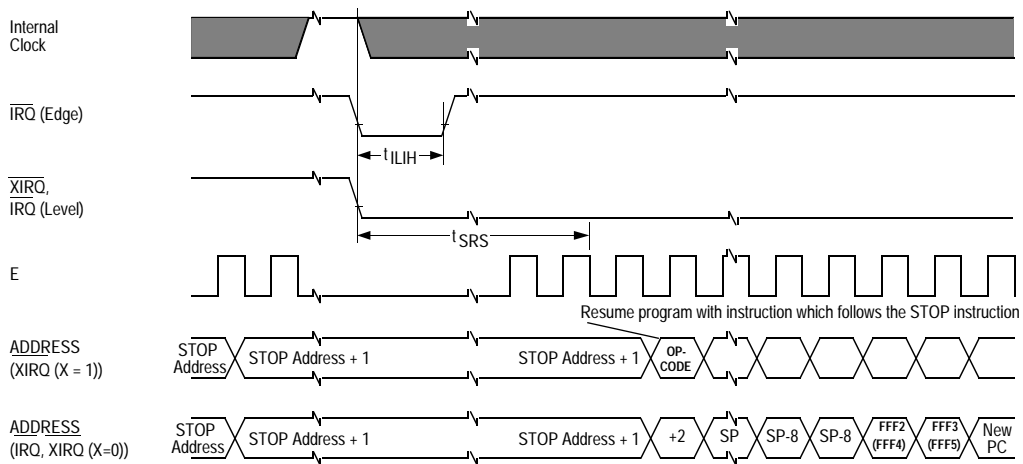 Internal
Clock
IRQ (Edge)
tILIH
XIRQ,
IRQ (Level)
tSRS
E
Resume program with instruction which follows the STOP instruction
ADDRESS
(XIRQ (X = 1))
STOP
Address
STOP Address + 1
STOP Address + 1
OP-
CODE
ADDRESS
(IRQ, XIRQ (X=0))
STOP
Address
STOP Address + 1
STOP Address + 1
+2
SP
SP-8
SP-8
FFF2
(FFF4)
FFF3
(FFF5)
New
PC